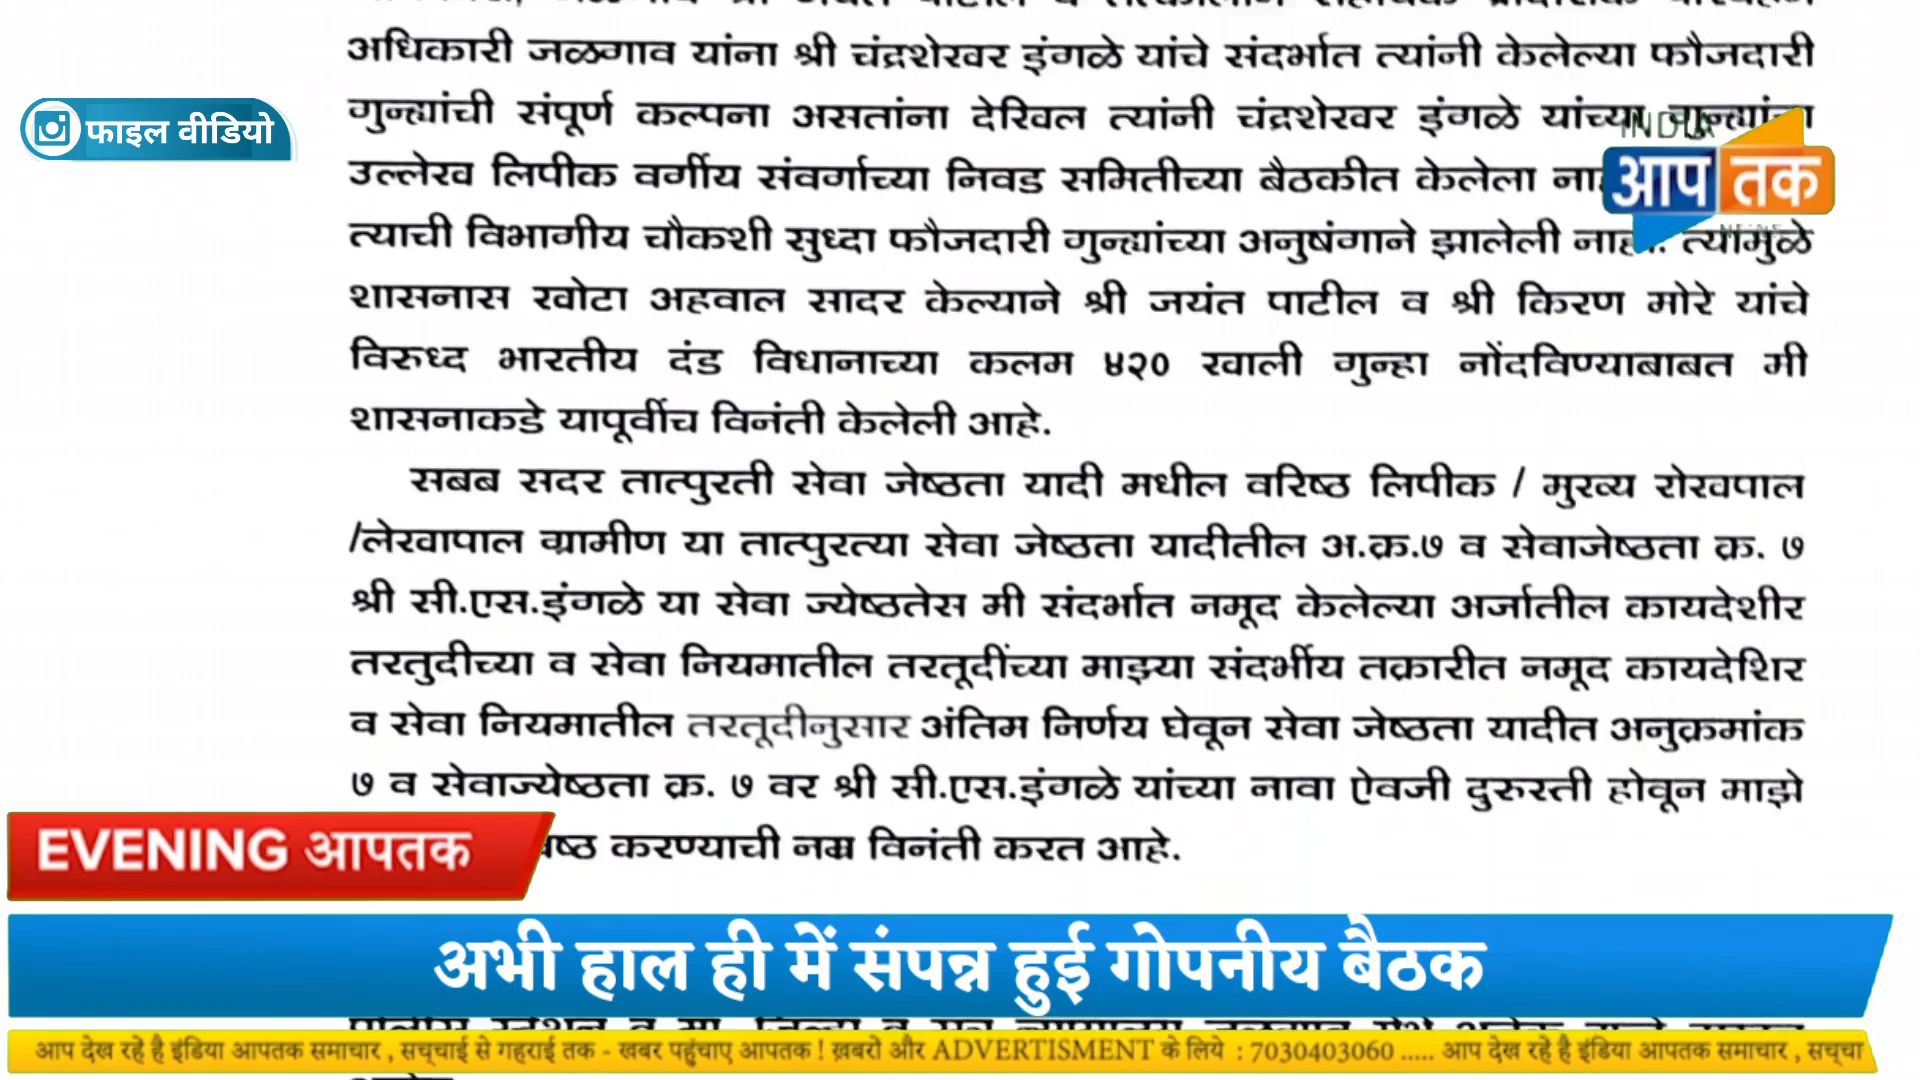 अधिकारी जळगाव यांना श्री चंद्रशेखर इंगळे यांचे संदर्भात त्यांनी केलेल्या फौजदारी
गुन्ह्यांची संपूर्ण कल्पना असतांना देखिल त्यांनी चंद्रशेखर इंगळे यांच्या गुन्ह्यांचा
उल्लेख लिपीक वर्गीय संवर्गाच्या निवड समितीच्या बैठकीत केलेला
त्याची विभागीय चौकशी सुध्दा फौजदारी गुन्ह्यांच्या अनुषंगाने झालेली नाही. त्यामुळे
शासनास खोटा अहवाल सादर केल्याने श्री जयंत पाटील व श्री किरण मोरे यांचे
विरुध्द भारतीय दंड विधानाच्या कलम ४२० खाली गुन्हा नोंदविण्याबाबत मी
शासनाकडे यापूर्वीच विनंती केलेली आहे.
सबब सदर तात्पुरती सेवा जेष्ठता यादी मधील वरिष्ठ लिपीक / मुख्य रोखपाल
/लेखापाल ग्रामीण या तात्पुरत्या सेवा जेष्ठता यादीतील अ.क्र.७ व सेवाजेष्ठता क्र. ७
श्री सी.एस.इंगळे या सेवा ज्येष्ठतेस मी संदर्भात नमूद केलेल्या अर्जातील कायदेशीर
तरतुदीच्या व सेवा नियमातील तरतूदींच्या माझ्या संदर्भीय तक्रारीत नमूद कायदेशिर
व सेवा नियमातील तरतूदीनुसार अंतिम निर्णय घेवून सेवा जेष्ठता यादीत अनुक्रमांक
७ व सेवाज्येष्ठता क्र. ७ वर श्री सी.एस.इंगळे यांच्या नावा ऐवजी दुरुस्ती होवून माझे
करण्याची नम्र विनंती करत आहे.
फाइल वीडियो
INDIA
आप तक
NEWS
EVENING आपतक
अभी हाल ही में संपन्न हुई गोपनीय बैठक
आप देख रहे है इंडिया आपतक समाचार , सच्चाई से गहराई तक - खबर पहुंचाए आपतक ! ख़बरों और ADVERTISMENT के लिये : 7030403060 ..... आप देख रहे है इंडिया आपतक समाचार , सच्चा